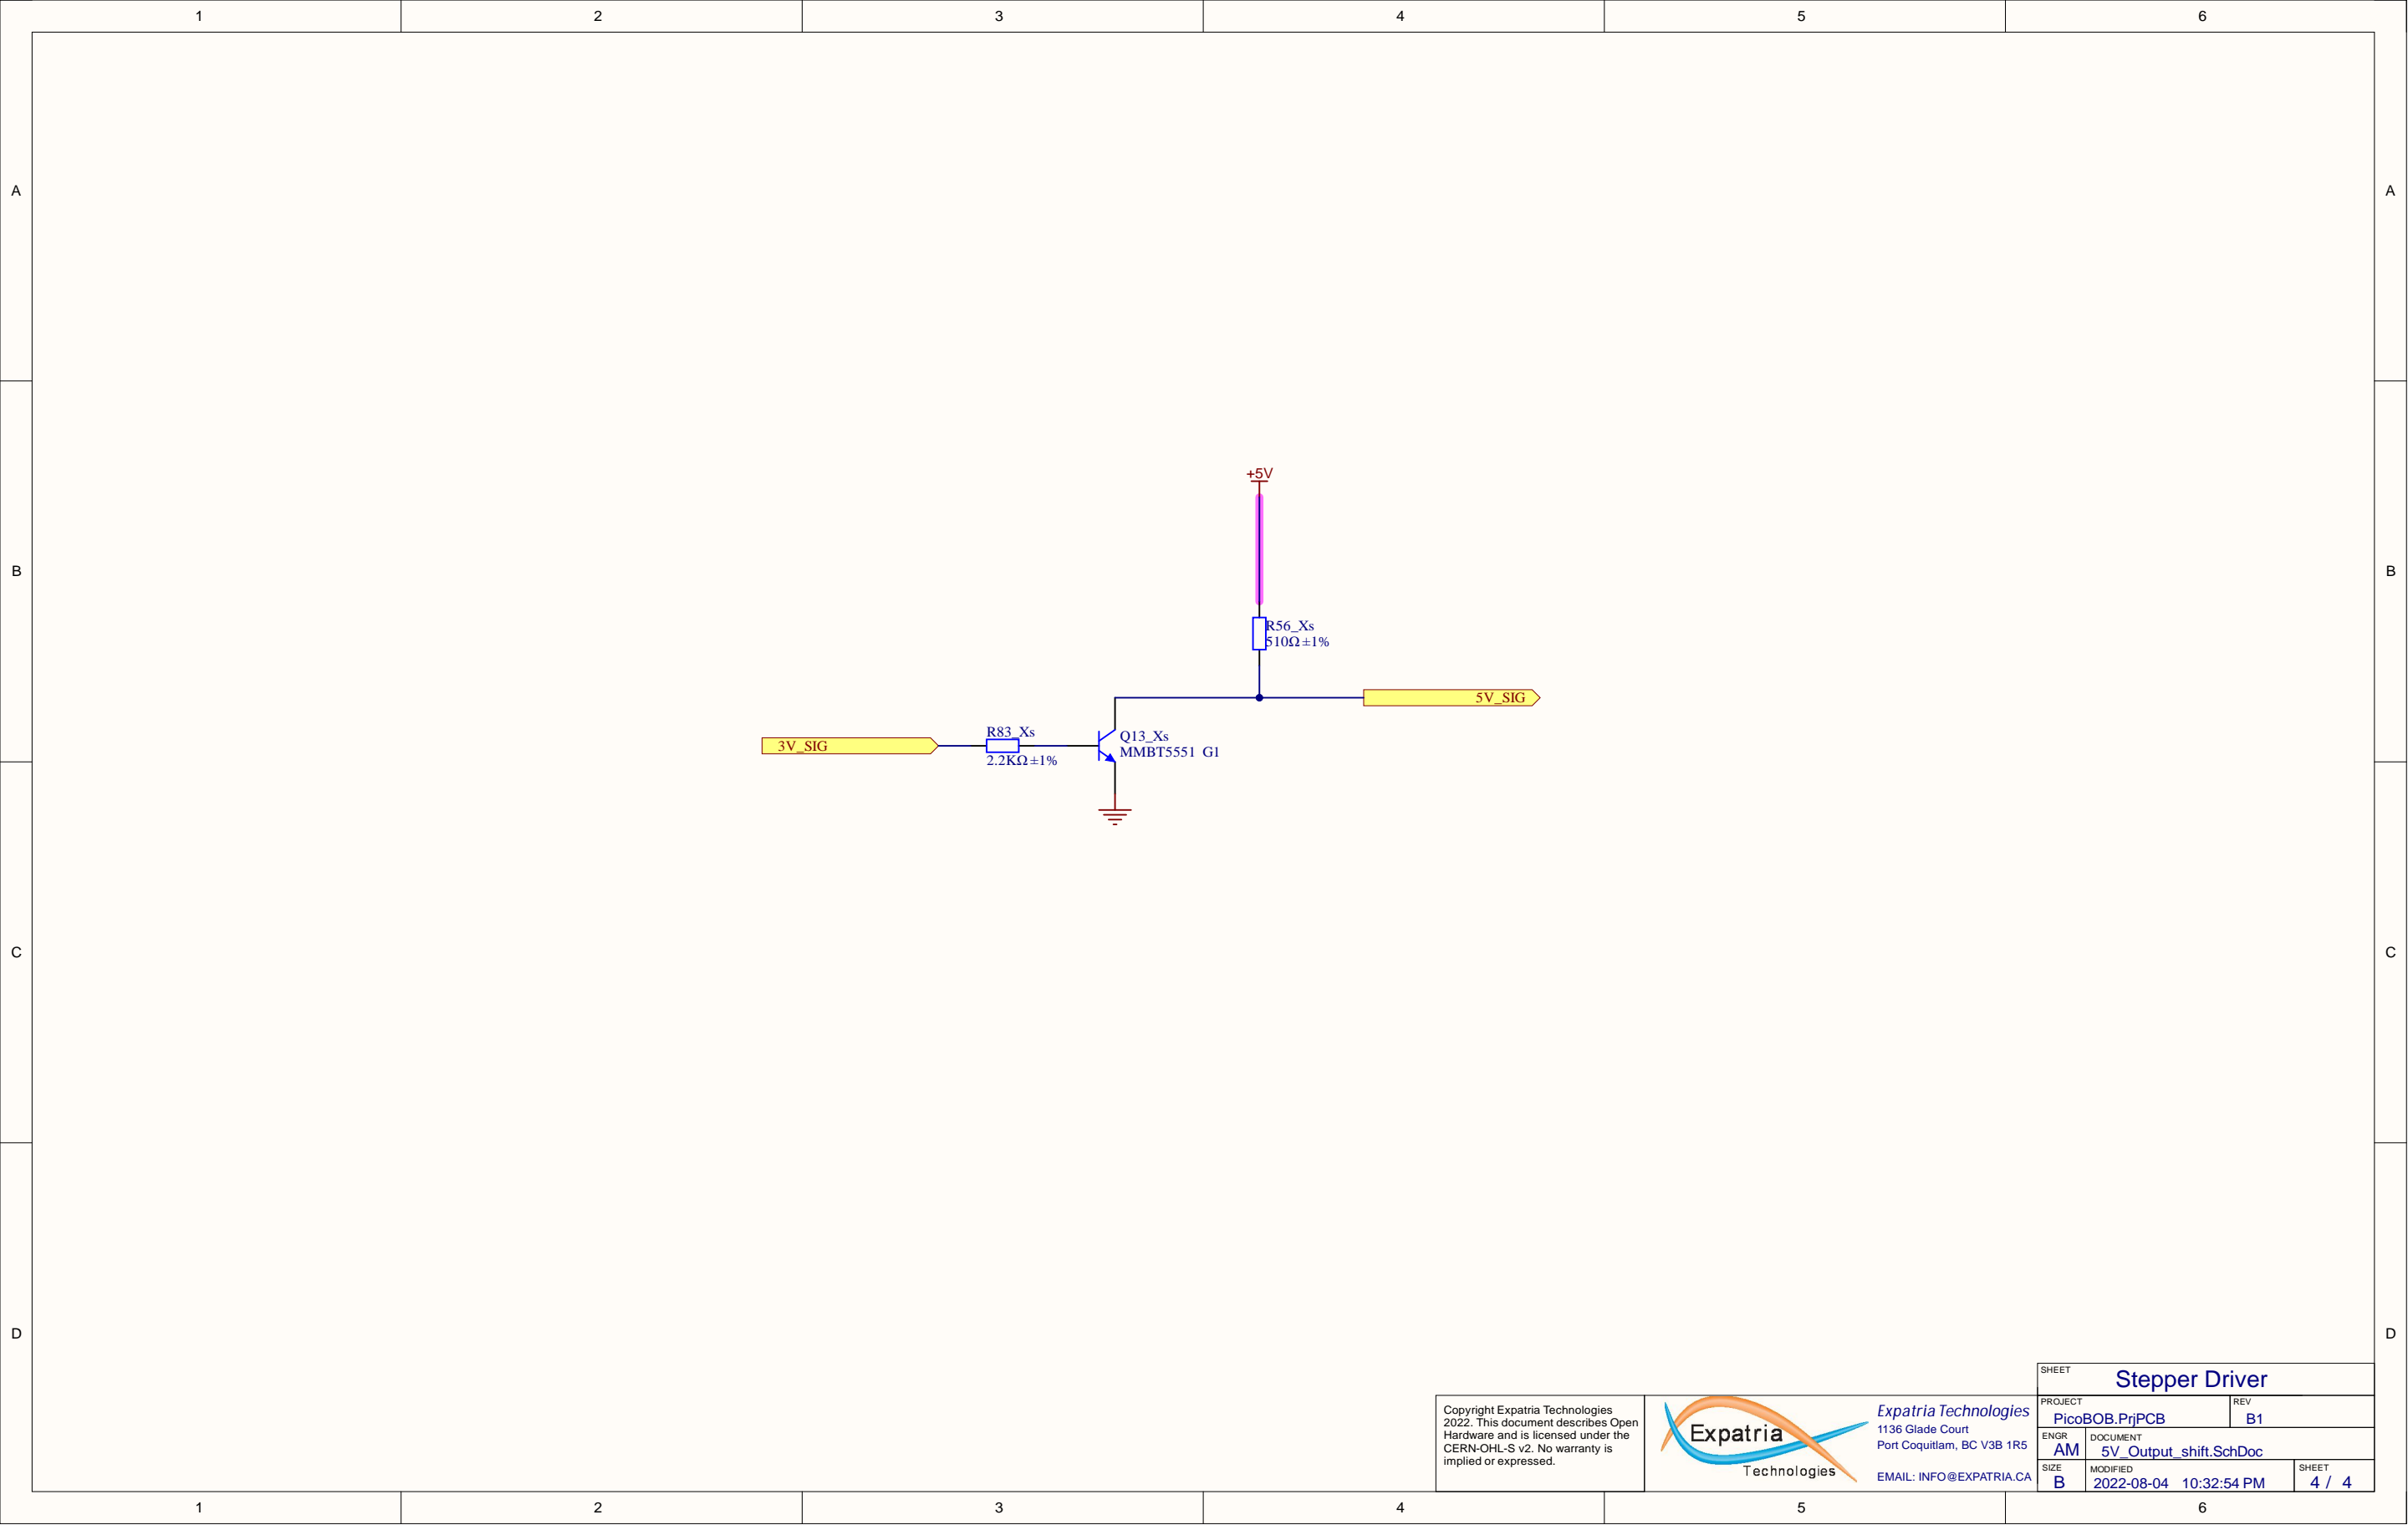 1 2 3 4 5 6
A A
+5V
B B
R56_Xs
510Ω±1%
5V_SIG
R83_Xs
3V_SIG
2.2KΩ±1%
Q13_Xs
MMBT5551 G1
C C
D D
SHEET
Stepper Driver
Copyright Expatria Technologies
2022. This document describes Open
Hardware and is licensed under the
CERN-OHL-S v2. No warranty is
implied or expressed.
Expatria
Technologies
Expatria Technologies
1136 Glade Court
Port Coquitlam, BC V3B 1R5
EMAIL: INFO@EXPATRIA.CA
PROJECT
PicoBOB.PrjPCB
REV
B1
ENGR
AM
DOCUMENT
5V_Output_shift.SchDoc
SIZE
B
MODIFIED
2022-08-04 10:32:54 PM
SHEET
4 / 4
1 2 3 4 5 6